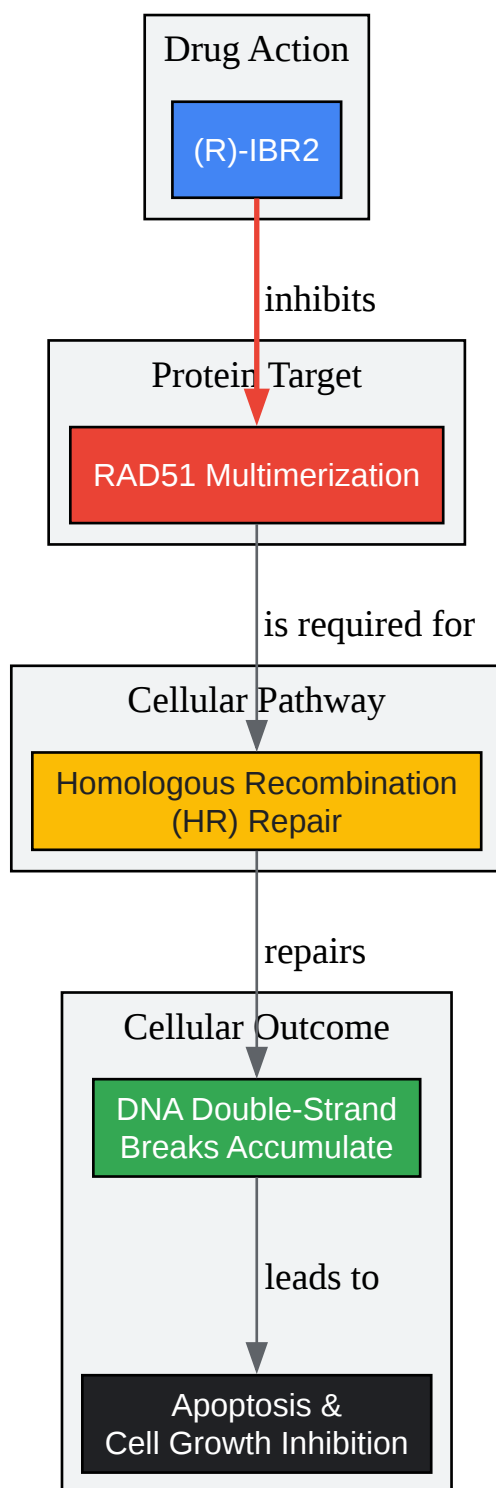 Drug Action
(R)-IBR2
inhibits
Protein Target
RAD51 Multimerization
is required for
Cellular Pathway
Homologous Recombination
(HR) Repair
repairs
Cellular Outcome
DNA Double-Strand
Breaks Accumulate
leads to
Apoptosis &
Cell Growth Inhibition